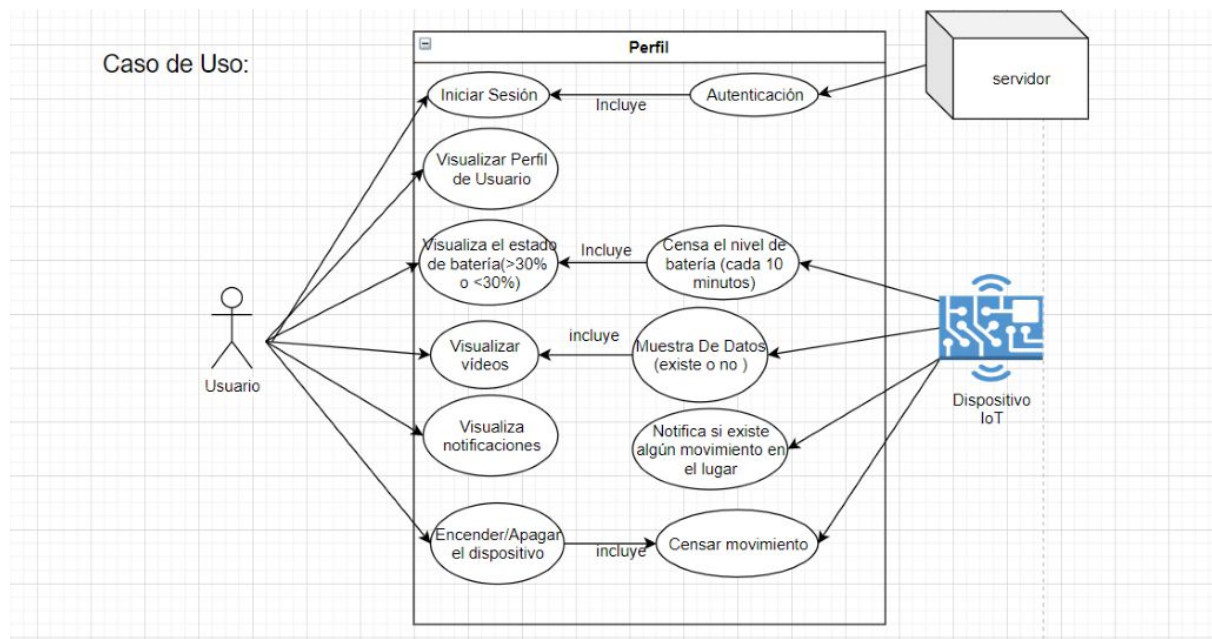 Caso de Uso:
Perfil
servidor
Iniciar Sesión
Incluye
Autenticación
Visualizar Perfil
de Usuario
Visualiza el estado
de batería(>30%
o <30%)
Incluye
Censa el nivel de
batería (cada 10
minutos)
Visualizar
vídeos
incluye
Muestra De Datos
(existe o no )
Usuario
Dispositivo
IoT
Visualiza
notificaciones
Notifica si existe
algún movimiento en
el lugar
Encender/Apagar
el dispositivo
incluye
Censar movimiento